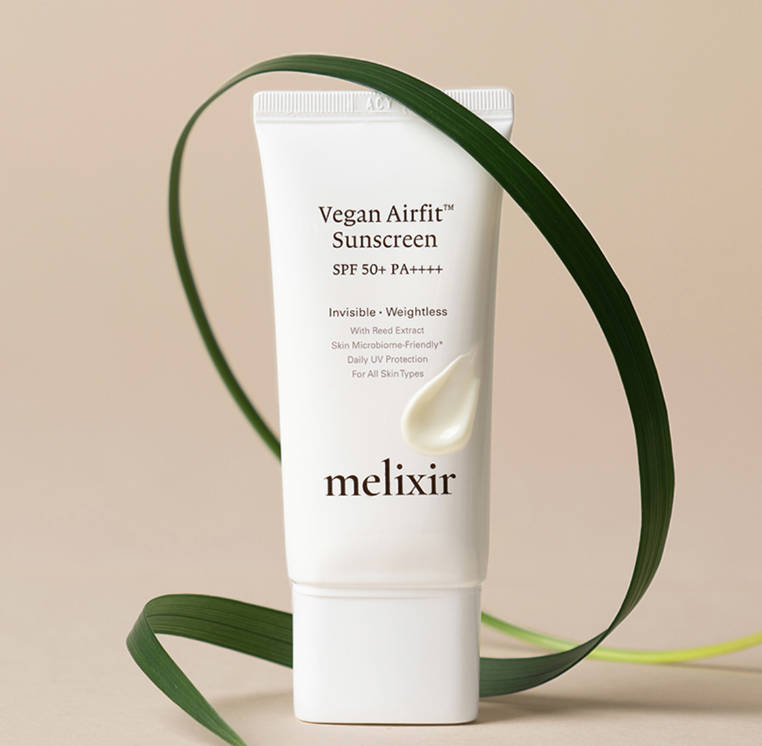 ACY
Vegan Airfit™
Sunscreen
SPF 50+ PA++++
Invisible • Weightless
With Reed Extract
Skin Microbiome-Friendly*
Daily UV Protection
For All Skin Types
melixir